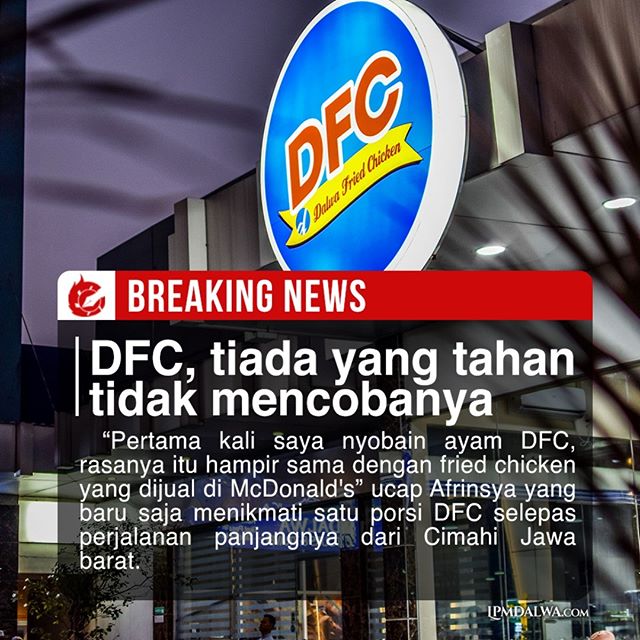 DFC
Dalwa Fried Chicken
BREAKING NEWS
DFC, tiada yang tahan
tidak mencobanya
“Pertama kali saya nyobain ayam DFC,
rasanya itu hampir sama dengan fried chicken
yang dijual di McDonald's” ucap Afrinsya yang
baru saja menikmati satu porsi DFC selepas
perjalanan panjangnya dari Cimahi Jawa
barat.
LPMDALWA.COM